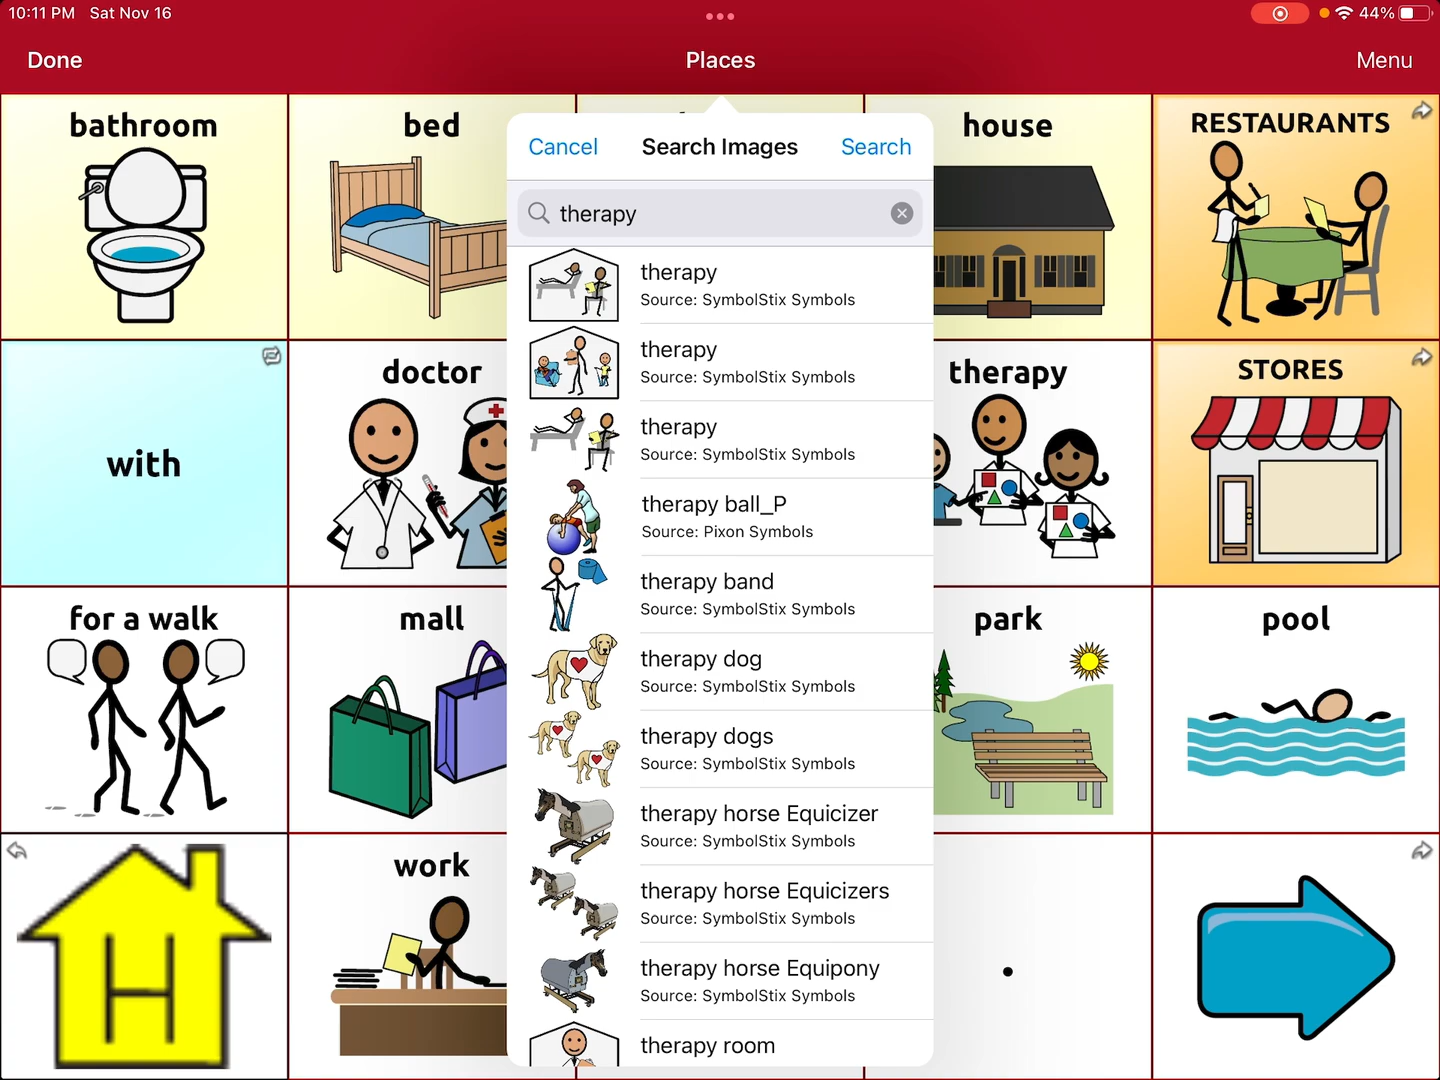 10:11 PM Sat Nov 16
44%
Done
Places
Menu
bathroom
bed
house
RESTAURANTS
Cancel
Search Images
Search
therapy
therapy
Source: SymbolStix Symbols
therapy
Source: SymbolStix Symbols
therapy
Source: SymbolStix Symbols
therapy ball_P
Source: Pixon Symbols
therapy band
Source: SymbolStix Symbols
therapy dog
Source: SymbolStix Symbols
therapy dogs
Source: SymbolStix Symbols
therapy horse Equicizer
Source: SymbolStix Symbols
therapy horse Equicizers
Source: SymbolStix Symbols
therapy horse Equipony
Source: SymbolStix Symbols
therapy room
with
doctor
therapy
STORES
for a walk
mall
park
pool
H
work
.